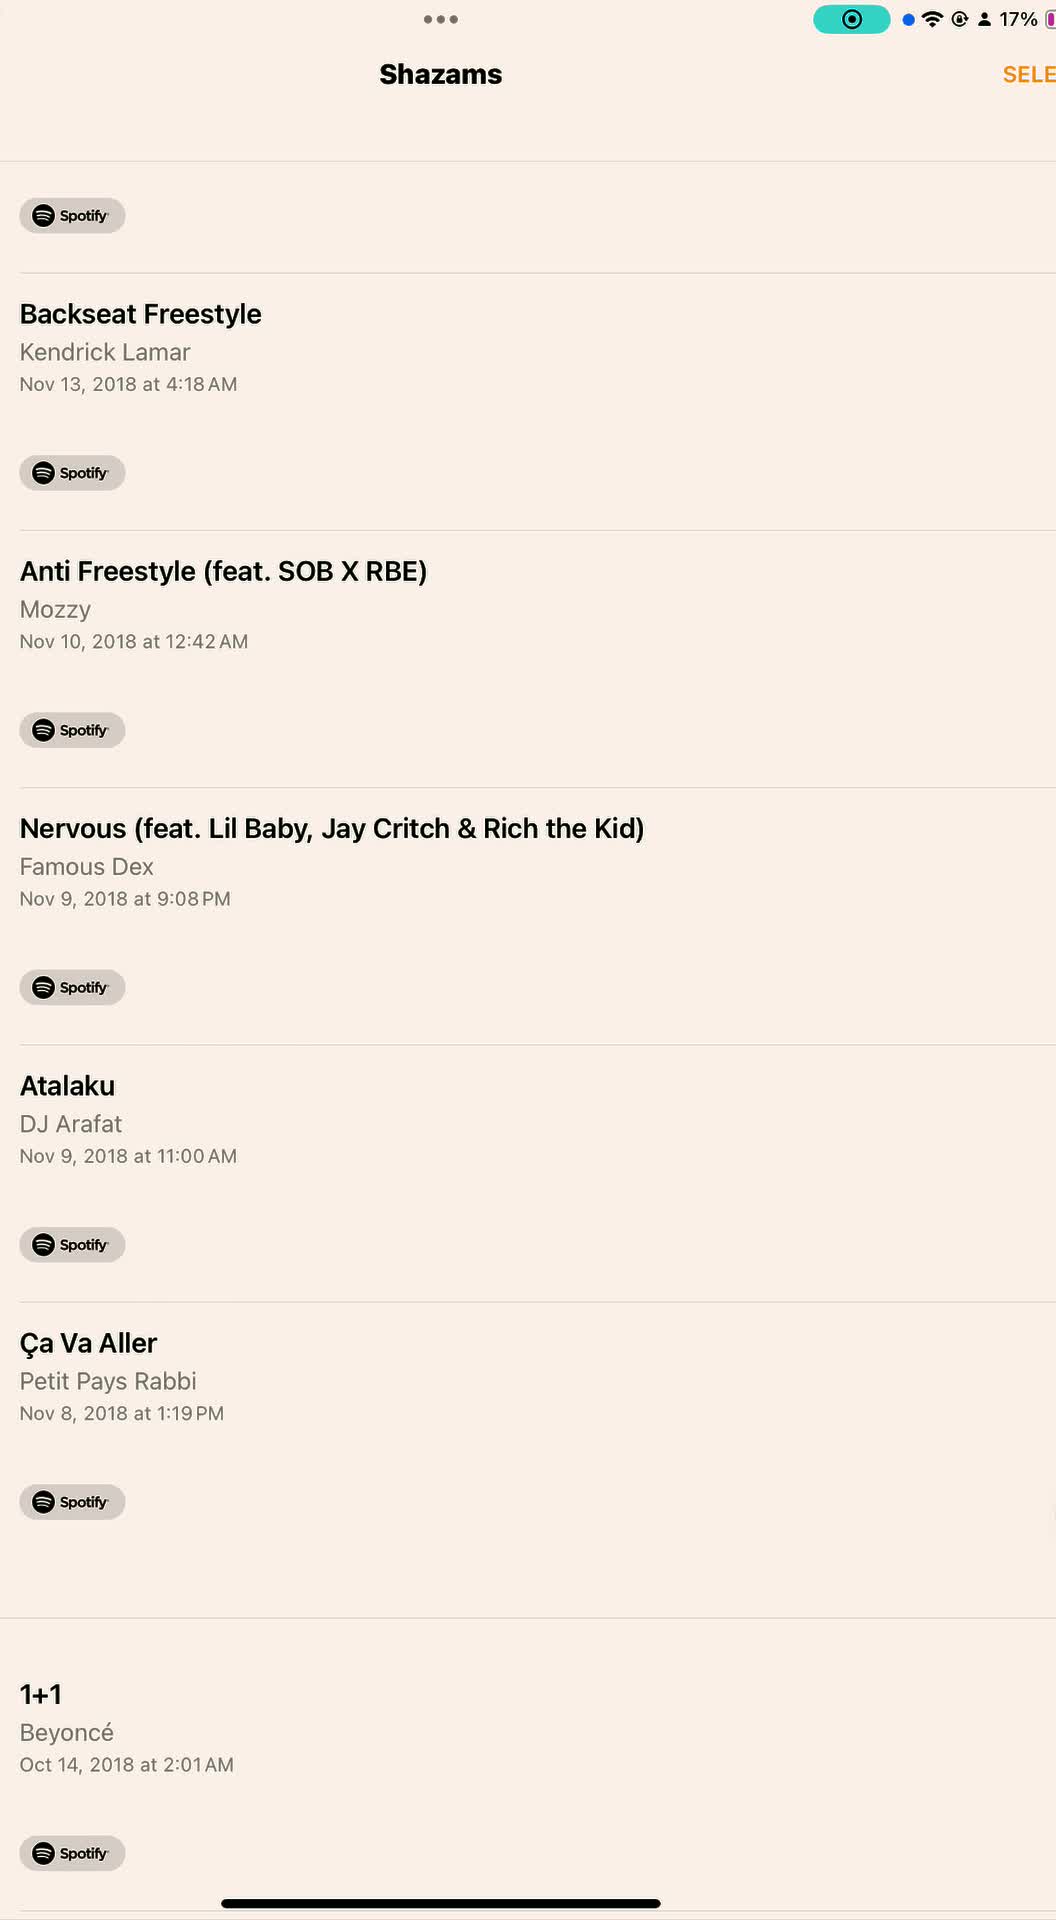 17%
Shazams
SELE
Spotify
Backseat Freestyle
Kendrick Lamar
Nov 13, 2018 at 4:18 AM
Spotify
Anti Freestyle (feat. SOB X RBE)
Mozzy
Nov 10, 2018 at 12:42 AM
Spotify
Nervous (feat. Lil Baby, Jay Critch & Rich the Kid)
Famous Dex
Nov 9, 2018 at 9:08 PM
Spotify
Atalaku
DJ Arafat
Nov 9, 2018 at 11:00 AM
Spotify
Ça Va Aller
Petit Pays Rabbi
Nov 8, 2018 at 1:19 PM
Spotify
1+1
Beyoncé
Oct 14, 2018 at 2:01 AM
Spotify